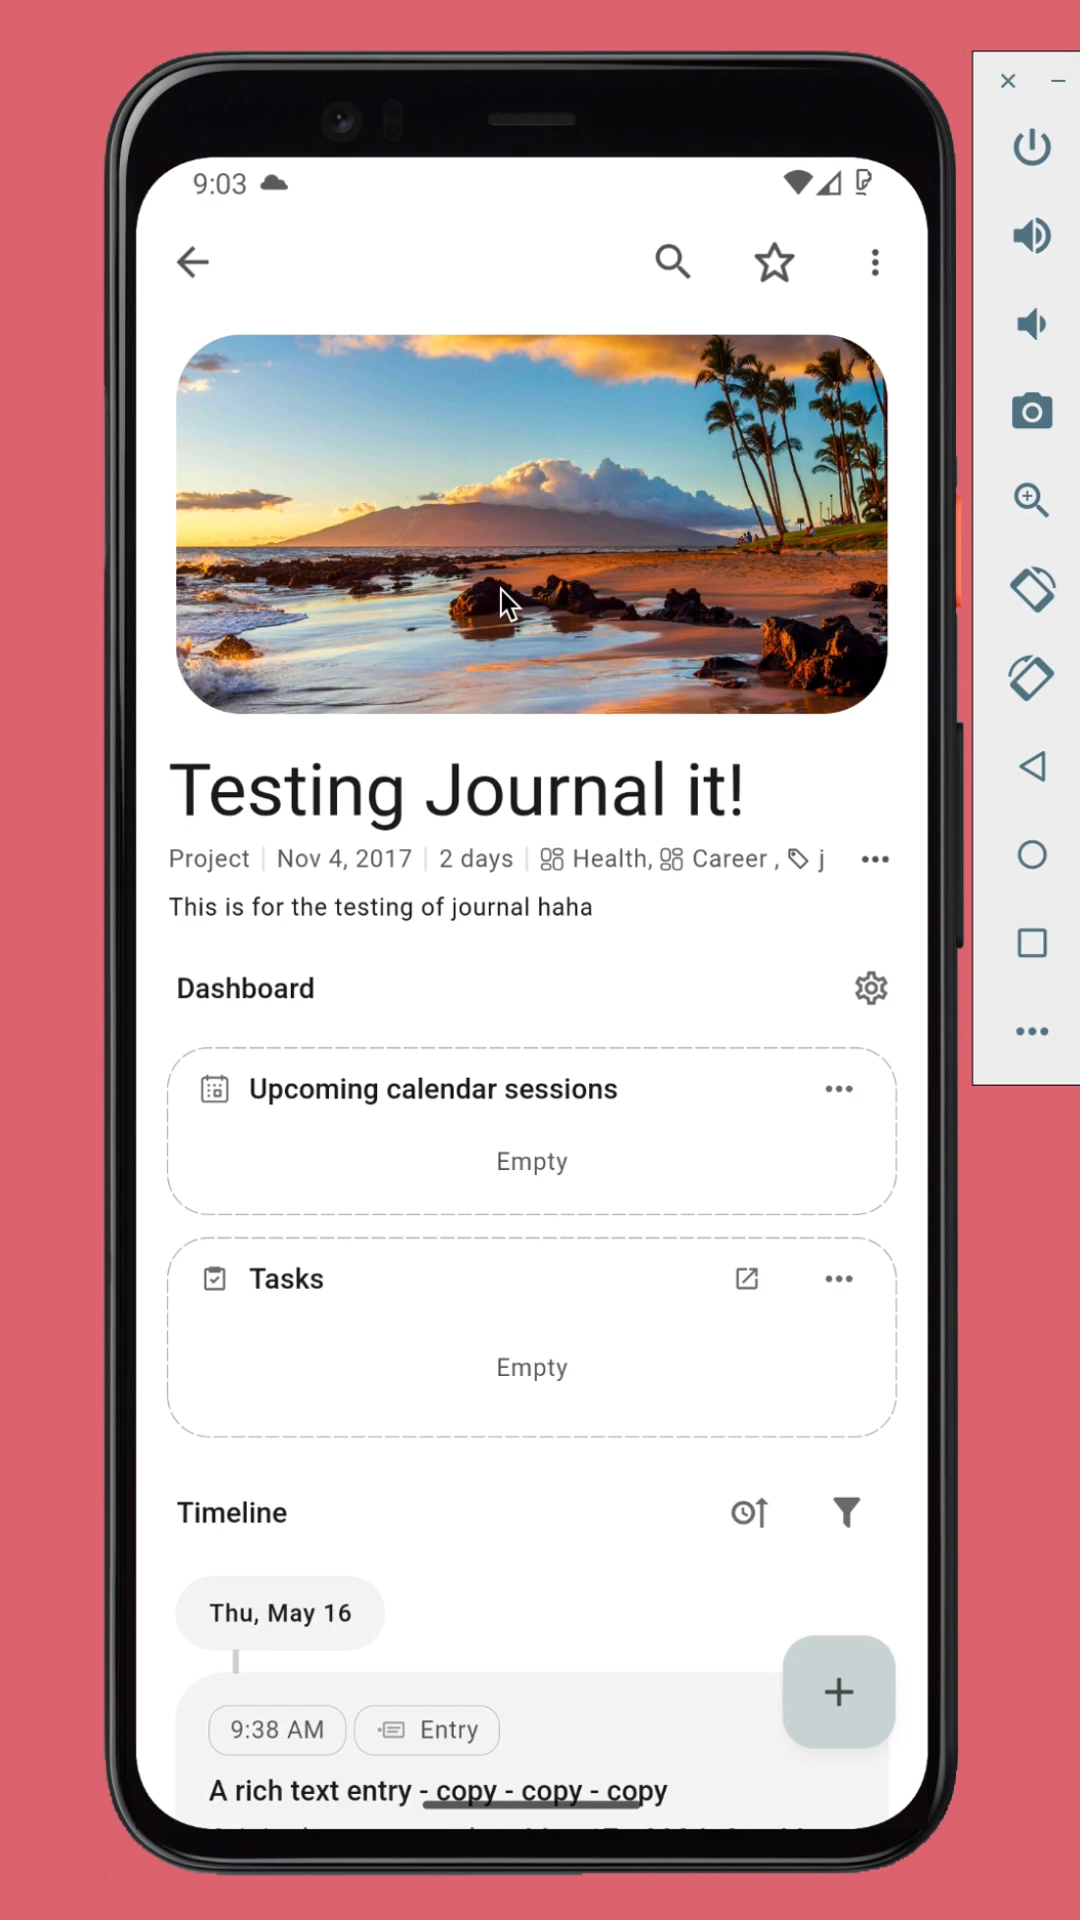 9:03
Testing Journal it!
Project Nov 4, 2017 2 days Health, Career , j
This is for the testing of journal haha
Dashboard
Upcoming calendar sessions
Empty
Tasks
Empty
Timeline
Thu, May 16
9:38 AM Entry
A rich text entry - copy - copy - copy